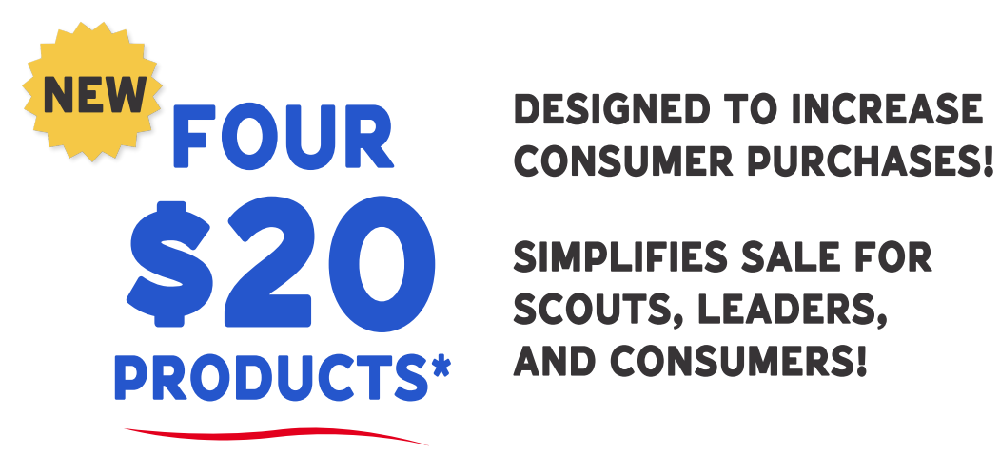 NEW
FOUR
$20
PRODUCTS*
DESIGNED TO INCREASE
CONSUMER PURCHASES!
SIMPLIFIES SALE FOR
SCOUTS, LEADERS,
AND CONSUMERS!